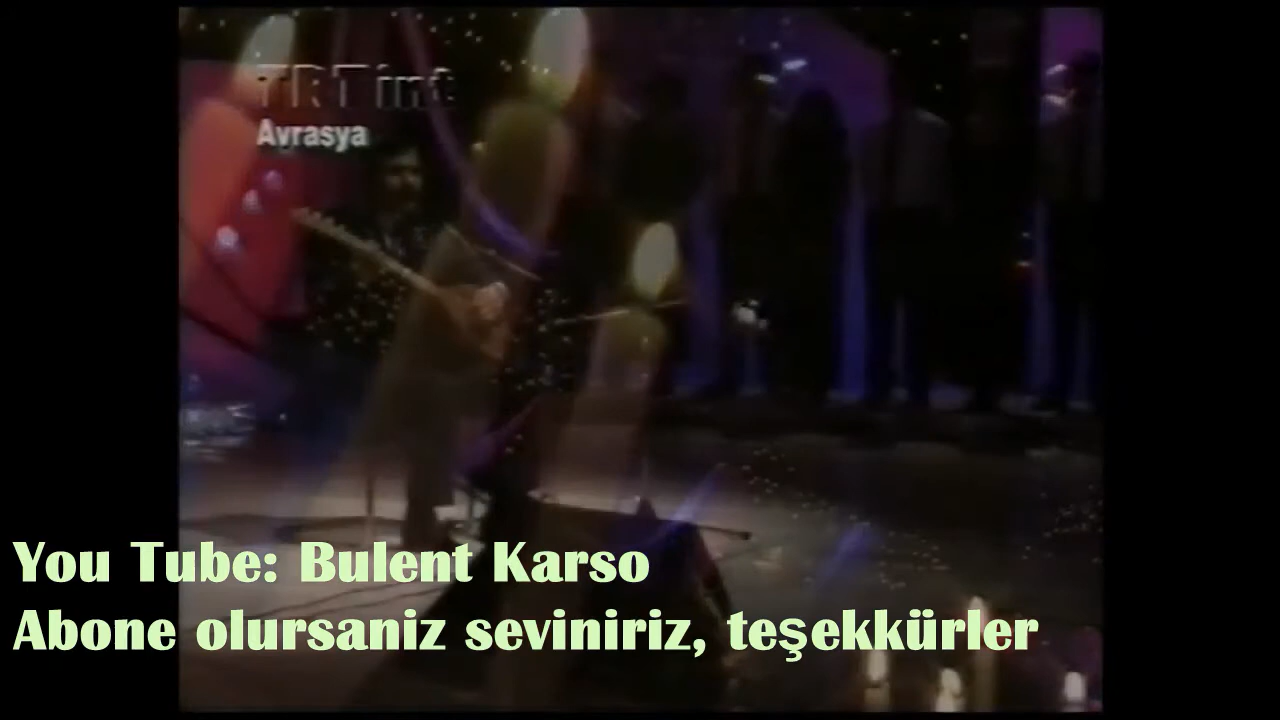 TRT int
Avrasya
You Tube: Bulent Karso
Abone olursaniz seviniriz, teşekkürler